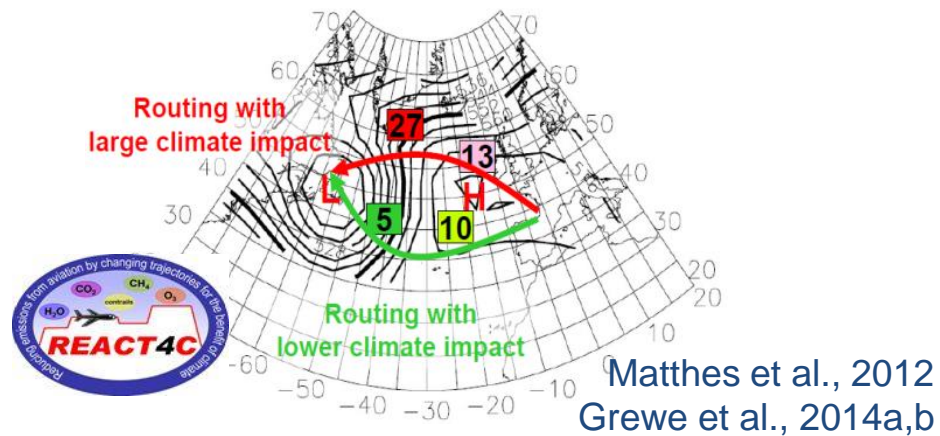 70
70
60
60
50
50
40
40
30
30
20
20
10
0
-10
-20
-30
-40
-50
-60
Routing with
large climate impact
27
13
L
H
5
10
Routing with
lower climate impact
Reducing emissions from aviation by changing trajectories for the benefit of climate
H₂O
CO₂
contrails
CH₄
O₃
REACT4C
Matthes et al., 2012
Grewe et al., 2014a,b